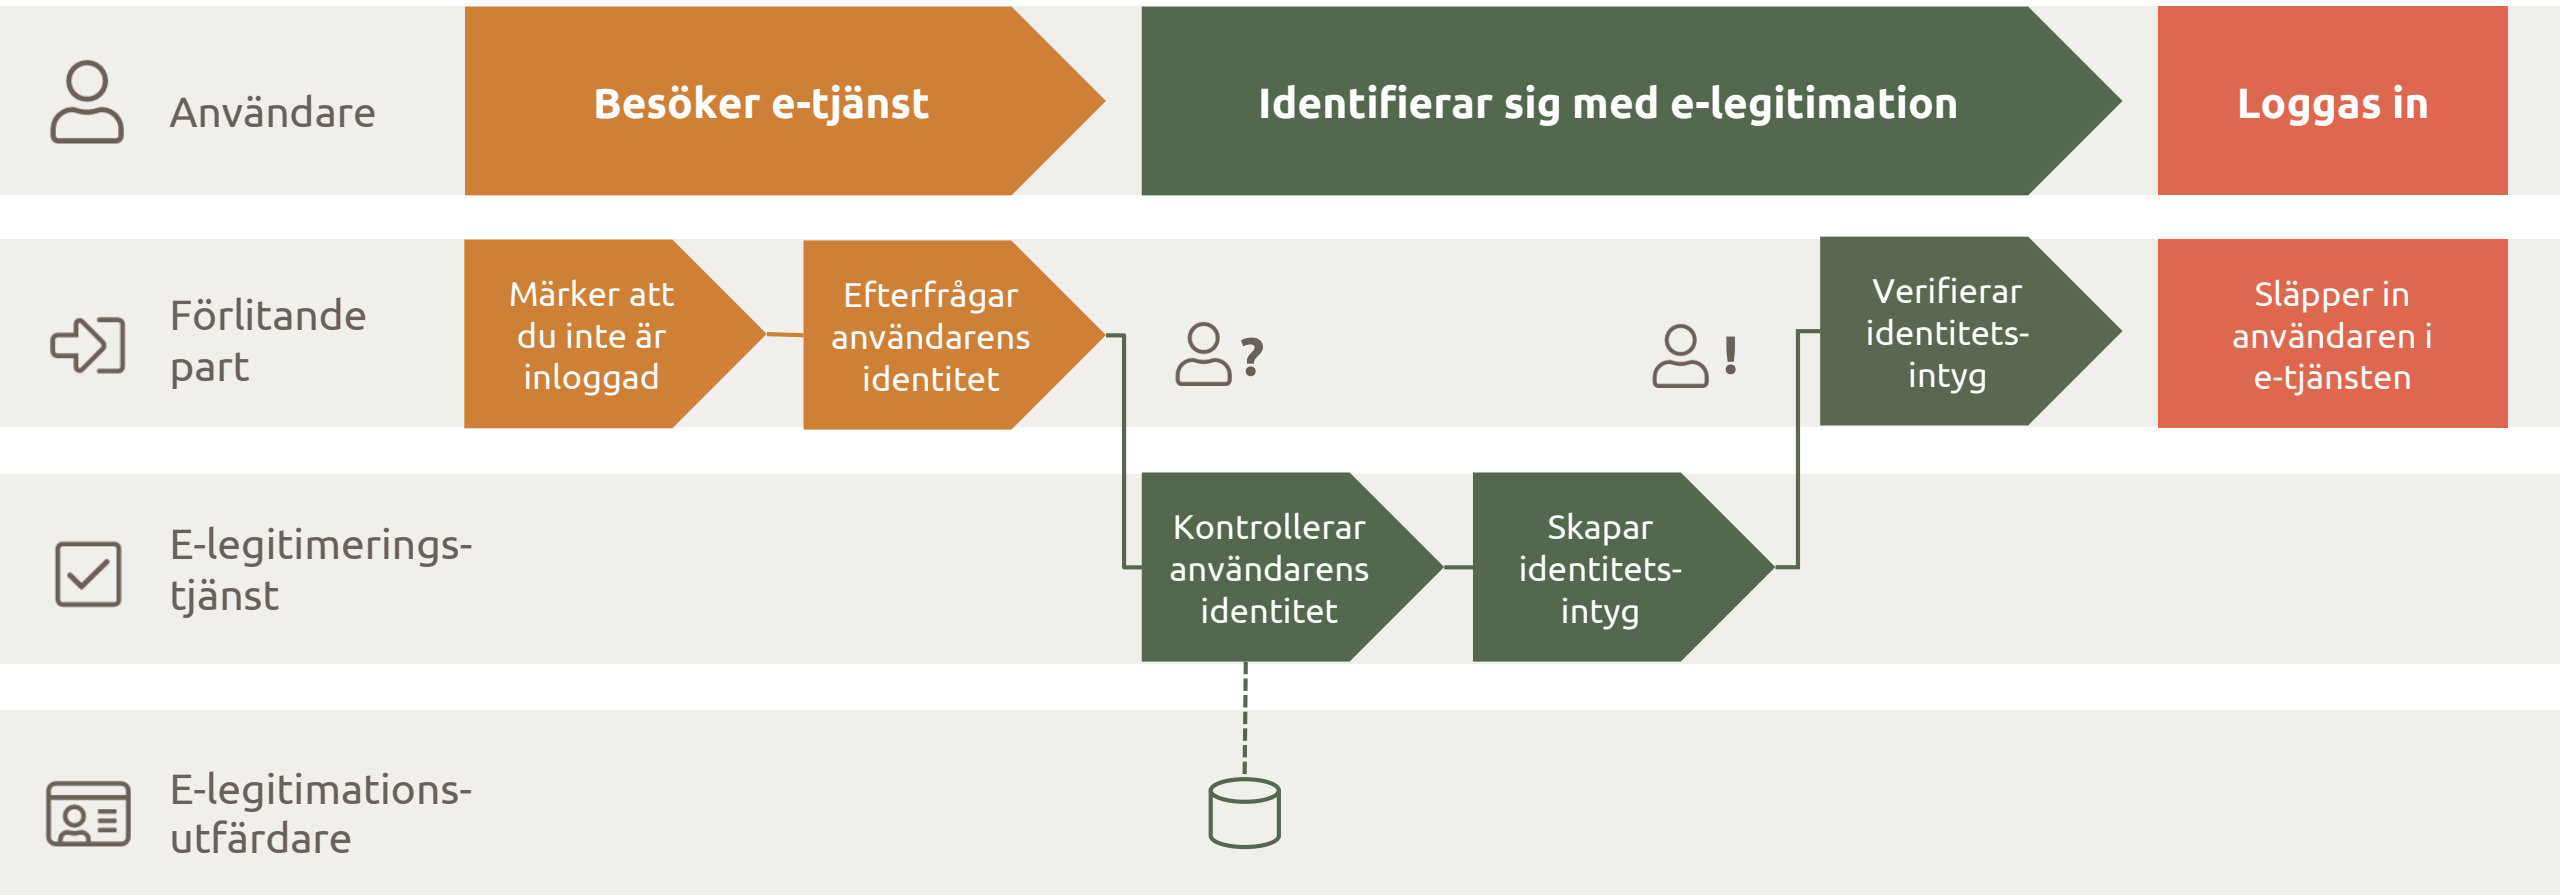 Användare
Besöker e-tjänst
Identifierar sig med e-legitimation
Loggas in
Förlitande
part
Märker att
du inte är
inloggad
Efterfrågar
användarens
identitet
?
!
Verifierar
identitets-
intyg
Släpper in
användaren i
e-tjänsten
E-legitimerings-
tjänst
Kontrollerar
användarens
identitet
Skapar
identitets-
intyg
E-legitimations-
utfärdare